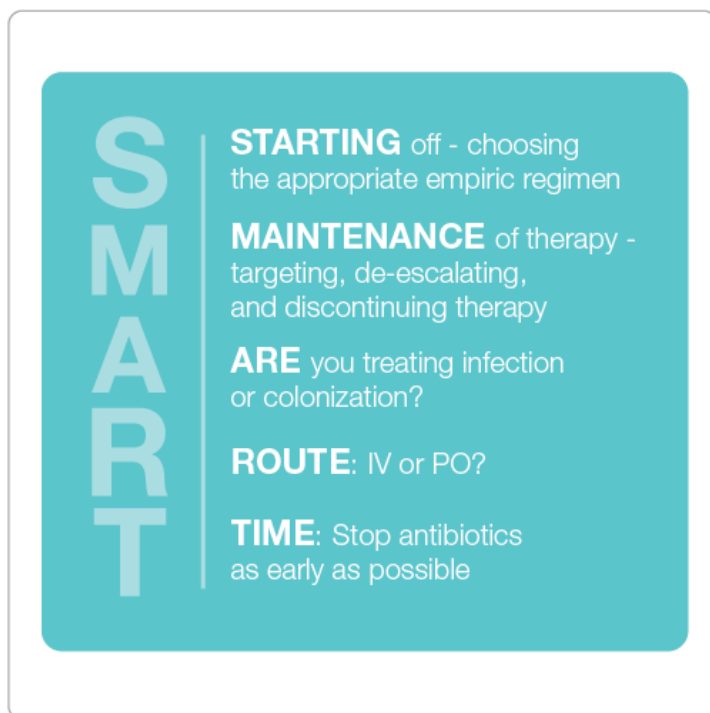 S
M
A
R
T
STARTING off - choosing
the appropriate empiric regimen
MAINTENANCE of therapy -
targeting, de-escalating,
and discontinuing therapy
ARE you treating infection
or colonization?
ROUTE: IV or PO?
TIME: Stop antibiotics
as early as possible